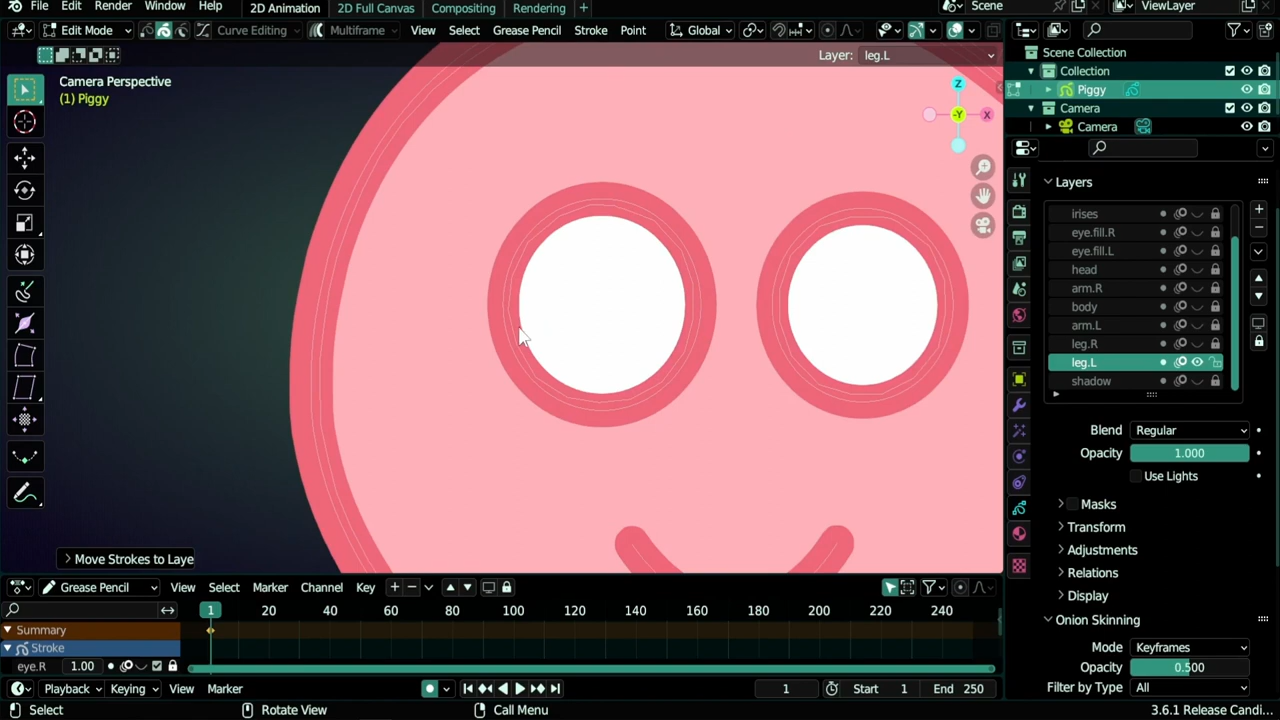 File Edit Render Window Help 2D Animation 2D Full Canvas Compositing Rendering + Scene ViewLayer
Edit Mode Curve Editing Multiframe View Select Grease Pencil Stroke Point Global
Layer: leg.L
Camera Perspective
(1) Piggy
Z
-Y
X
Scene Collection
Collection
Piggy
Camera
Camera
Layers
irises
eye.fill.R
eye.fill.L
head
arm.R
body
arm.L
leg.R
leg.L
shadow
Blend Regular
Opacity 1.000
Use Lights
Masks
Transform
Adjustments
Relations
Display
Onion Skinning
Mode Keyframes
Opacity 0.500
Filter by Type All
Move Strokes to Laye
Grease Pencil View Select Marker Channel Key
1 20 40 60 80 100 120 140 160 180 200 220 240
Summary
Stroke
eye.R 1.00
Playback Keying View Marker 1 Start 1 End 250
Select Rotate View Call Menu 3.6.1 Release Candi...